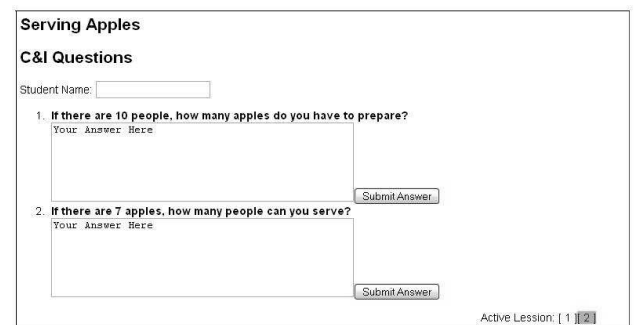 Serving Apples
C&I Questions
Student Name:
1. If there are 10 people, how many apples do you have to prepare?
Your Answer Here
Submit Answer
2. If there are 7 apples, how many people can you serve?
Your Answer Here
Submit Answer
Active Lession: [ 1 ][ 2 ]